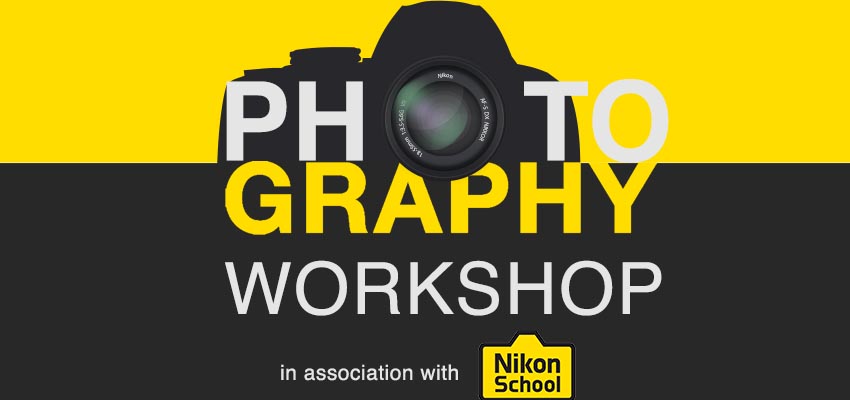 PH TO
GRAPHY
WORKSHOP
in association with
Nikon
School
Nikon
AF-S DX NIKKOR
18-55mm 1:3.5-5.6G